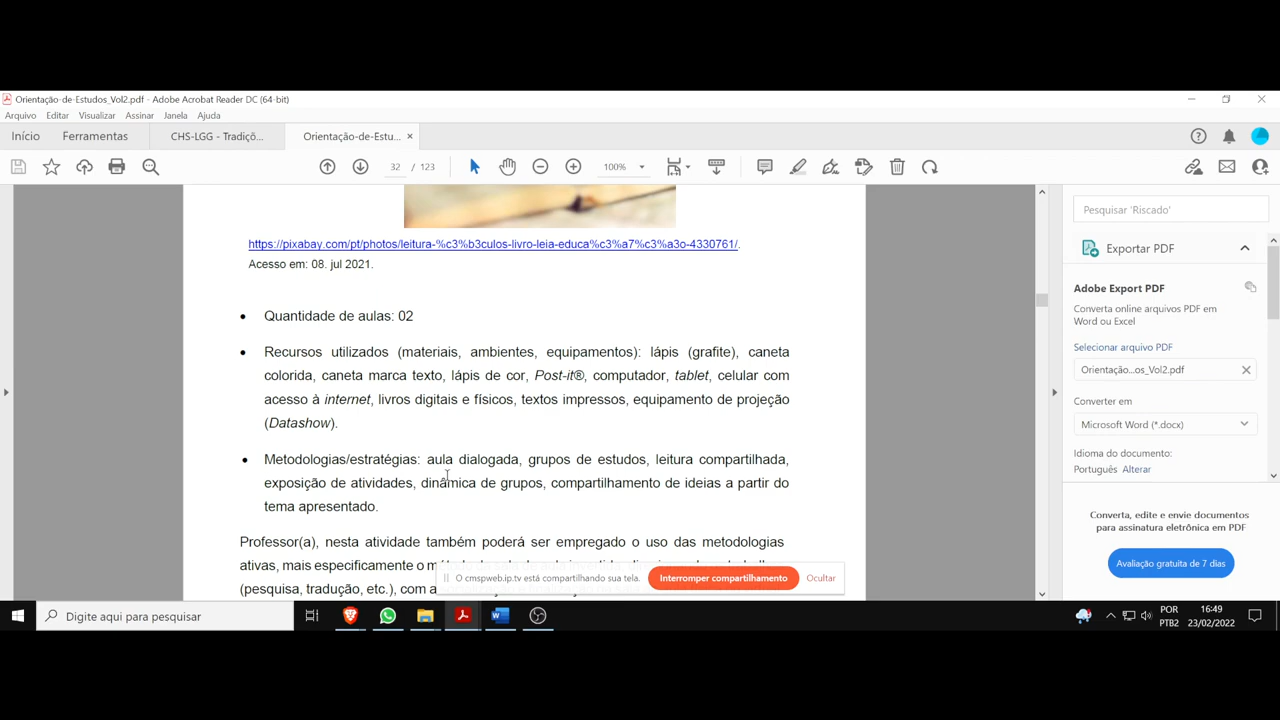 Orientação-de-Estudos_Vol2.pdf - Adobe Acrobat Reader DC (64-bit)
Arquivo Editar Visualizar Assinar Janela Ajuda
Início Ferramentas CHS-LGG - Tradiçõ... Orientação-de-Estu... ×
32 / 123 100%
https://pixabay.com/pt/photos/leitura-%c3%b3culos-livro-leia-educa%c3%a7%c3%a3o-4330761/.
Acesso em: 08. jul 2021.
• Quantidade de aulas: 02
• Recursos utilizados (materiais, ambientes, equipamentos): lápis (grafite), caneta
colorida, caneta marca texto, lápis de cor, Post-it®, computador, tablet, celular com
acesso à internet, livros digitais e físicos, textos impressos, equipamento de projeção
(Datashow).
• Metodologias/estratégias: aula dialogada, grupos de estudos, leitura compartilhada,
exposição de atividades, dinâmica de grupos, compartilhamento de ideias a partir do
tema apresentado.
Professor(a), nesta atividade também poderá ser empregado o uso das metodologias
ativas, mais especificamente o
(pesquisa, tradução, etc.), com a
O cmspweb.ip.tv está compartilhando sua tela. Interromper compartilhamento Ocultar
Pesquisar 'Riscado'
Exportar PDF
Adobe Export PDF
Converta online arquivos PDF em
Word ou Excel
Selecionar arquivo PDF
Orientação...os_Vol2.pdf
Converter em
Microsoft Word (*.docx)
Idioma do documento:
Português Alterar
Converta, edite e envie documentos
para assinatura eletrônica em PDF
Avaliação gratuita de 7 dias
Digite aqui para pesquisar
POR
PTB2
16:49
23/02/2022